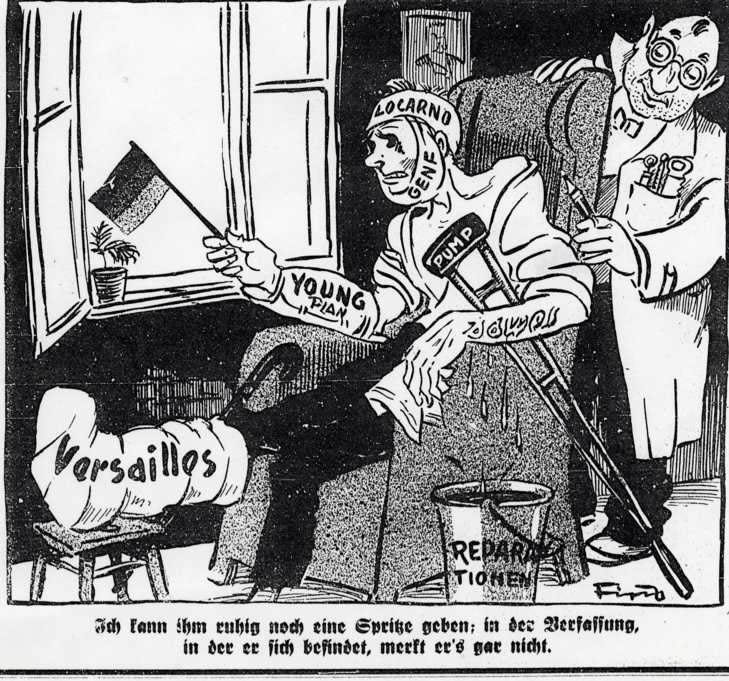 LOCARNO
GENF
PUMP
YOUNG
PLAN
DAWES
Versailles
REPARA
TIONEN
Ich kann ihm ruhig noch eine Spritze geben; in der Verfassung,
in der er sich befindet, merkt er's gar nicht.